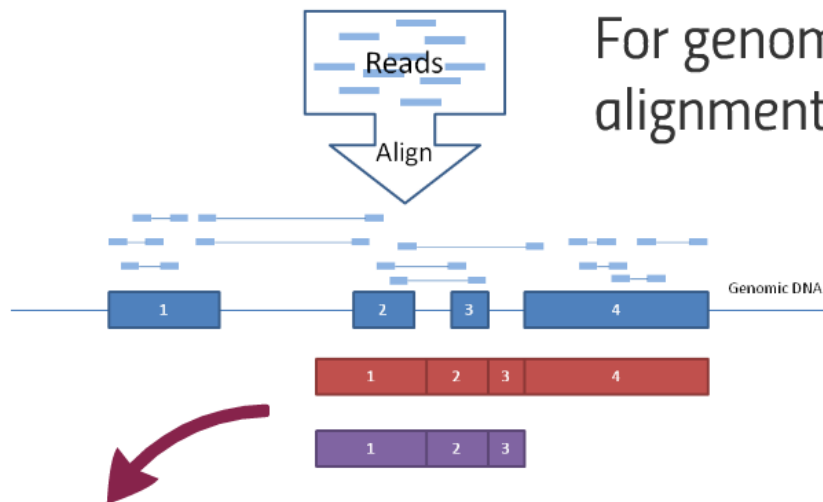 Reads
For genom
alignment
Align
Genomic DNA
1 2 3 4
1 2 3 4
1 2 3